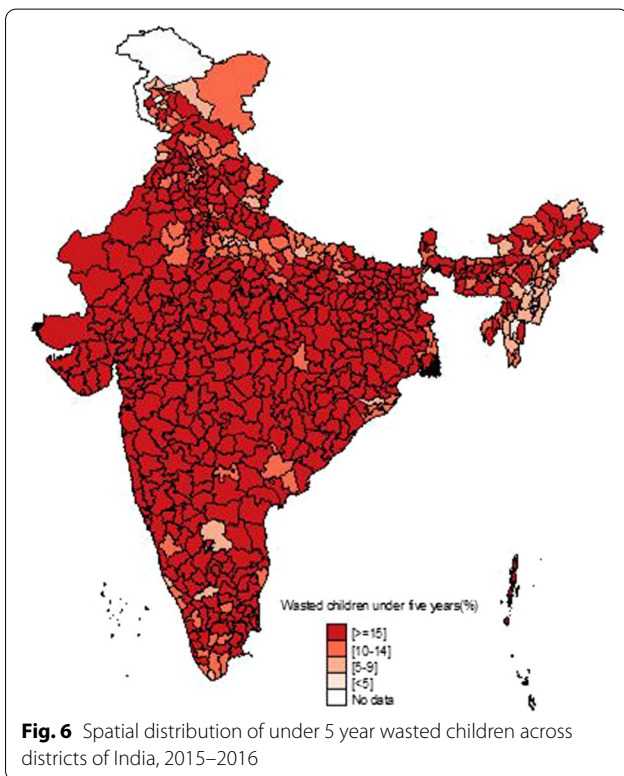 Wasted children under five years(%)
[>=15]
[10-14]
[5-9]
[<5]
No data
Fig. 6 Spatial distribution of under 5 year wasted children across
districts of India, 2015–2016